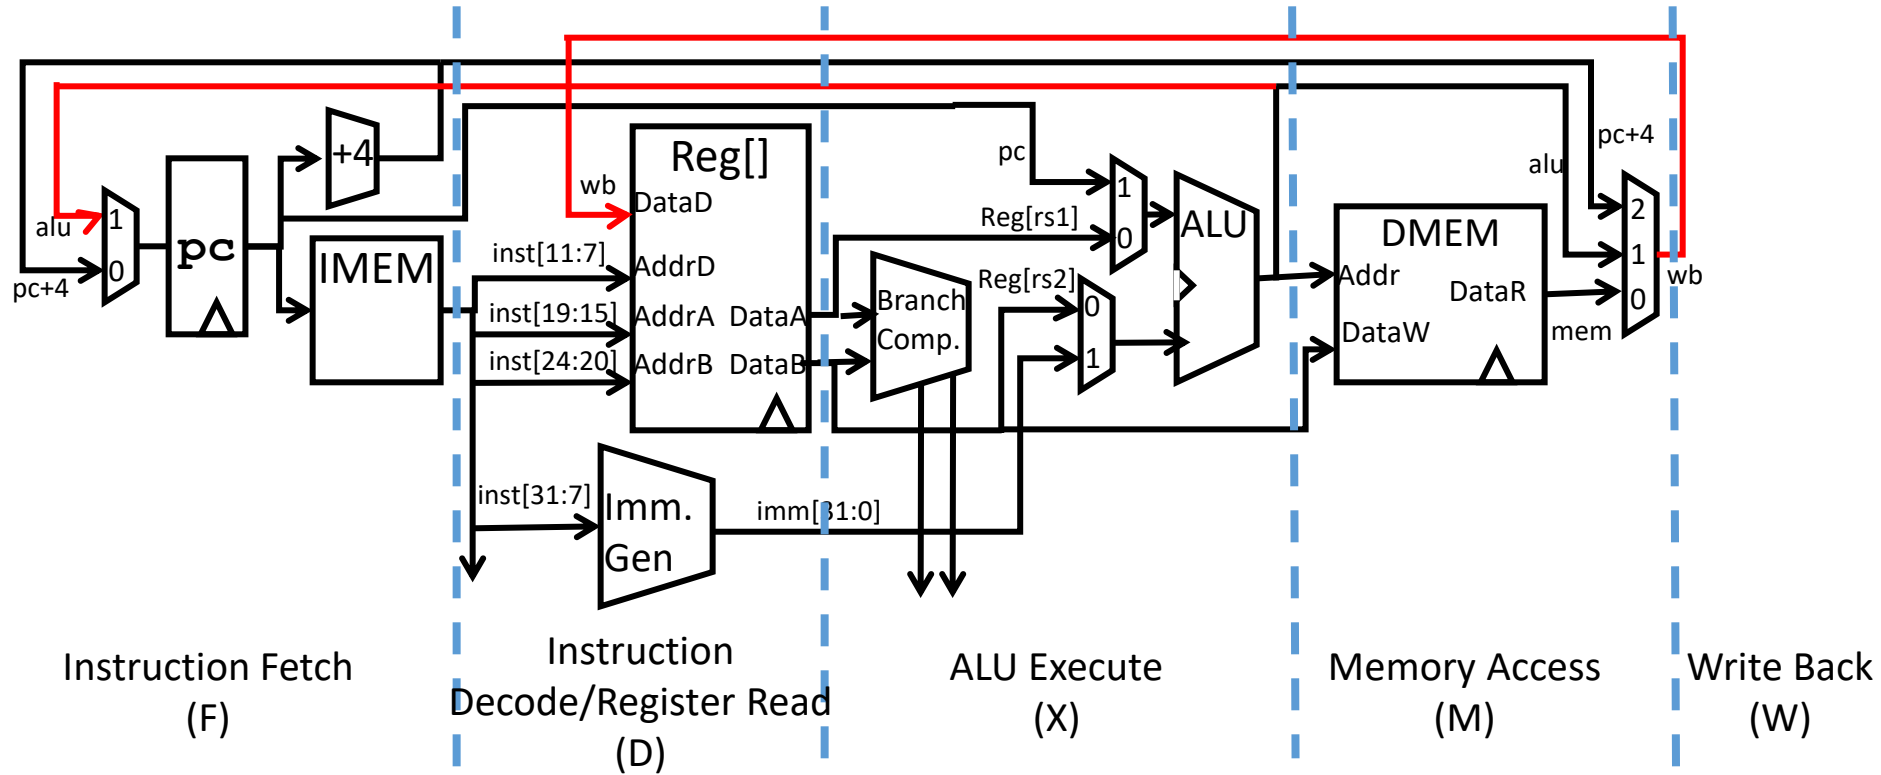 pc+4
alu
pc
wb
Reg[]
DataD
+4
1
alu
0
pc+4
pc
IMEM
inst[11:7]
AddrD
inst[19:15]
AddrA
DataA
inst[24:20]
AddrB
DataB
Reg[rs1]
1
0
Reg[rs2]
0
1
Branch
Comp.
ALU
DMEM
Addr
DataR
DataW
mem
2
1
0
wb
inst[31:7]
Imm.
Gen
imm[31:0]
Instruction Fetch
(F)
Instruction
Decode/Register Read
(D)
ALU Execute
(X)
Memory Access
(M)
Write Back
(W)